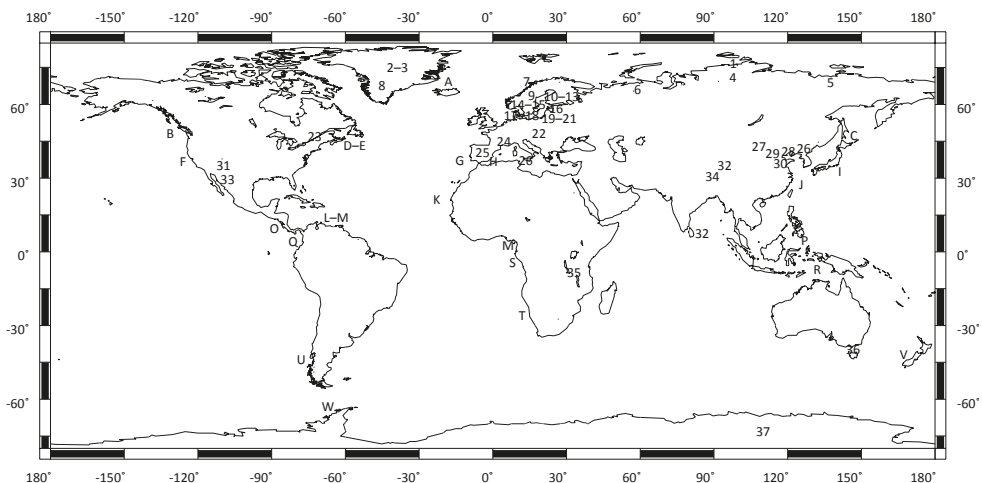 180˚ -150˚ -120˚ -90˚ -60˚ -30˚ 0˚ 30˚ 60˚ 90˚ 120˚ 150˚ 180˚
1
2–3
4
A
7
5
8
6
9
10–13
14–15
60˚ 60˚
16
18
19–21
B
23
22
C
D–E
24
27
28
26
29
25
F
G
H
28
30
31
32
I
33
34
30˚ 30˚
J
K
L–M
O
32
Q
M
P
0˚ 0˚
S
R
35
T
-30˚ -30˚
36
U
V
-60˚ -60˚
W
37
180˚ -150˚ -120˚ -90˚ -60˚ -30˚ 0˚ 30˚ 60˚ 90˚ 120˚ 150˚ 180˚